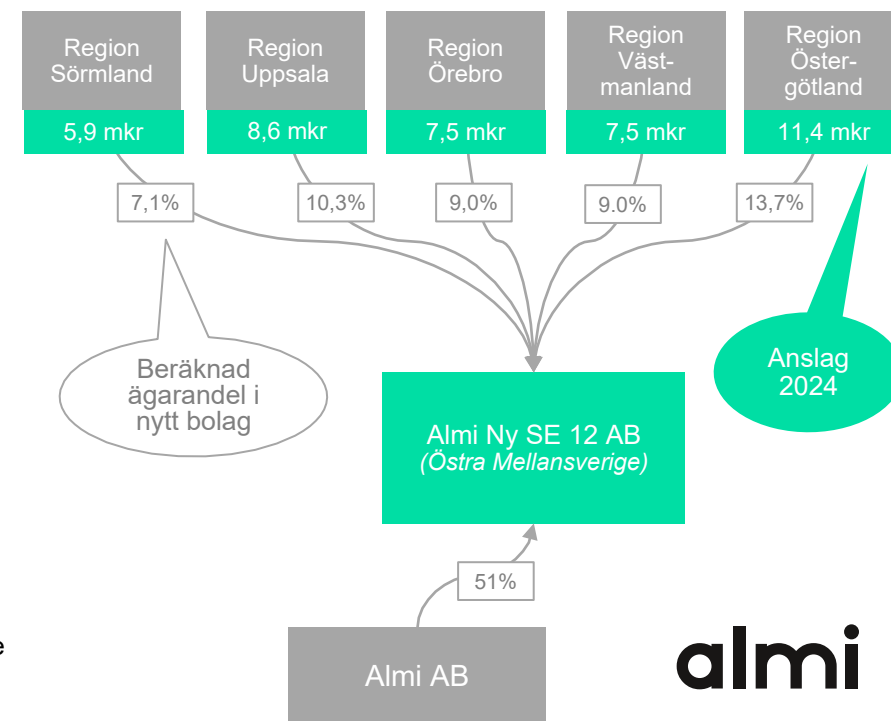 Region
Sörmland
Region
Uppsala
Region
Örebro
Region
Väst-
manland
Region
Öster-
götland
5,9 mkr
8,6 mkr
7,5 mkr
7,5 mkr
11,4 mkr
7,1%
10,3%
9,0%
9.0%
13,7%
Beräknad
ägarandel i
nytt bolag
Anslag
2024
Almi Ny SE 12 AB
(Östra Mellansverige)
51%
e
Almi AB
almi